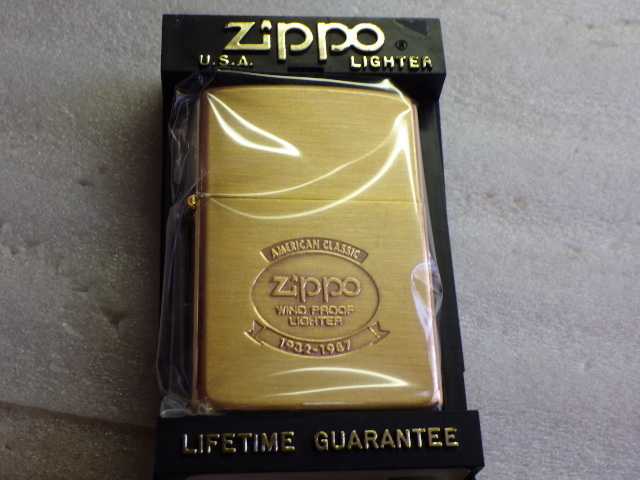 Zippo ®
U.S.A. LIGHTER
AMERICAN CLASSIC
Zippo
WIND PROOF
LIGHTER
1932-1987
LIFETIME GUARANTEE